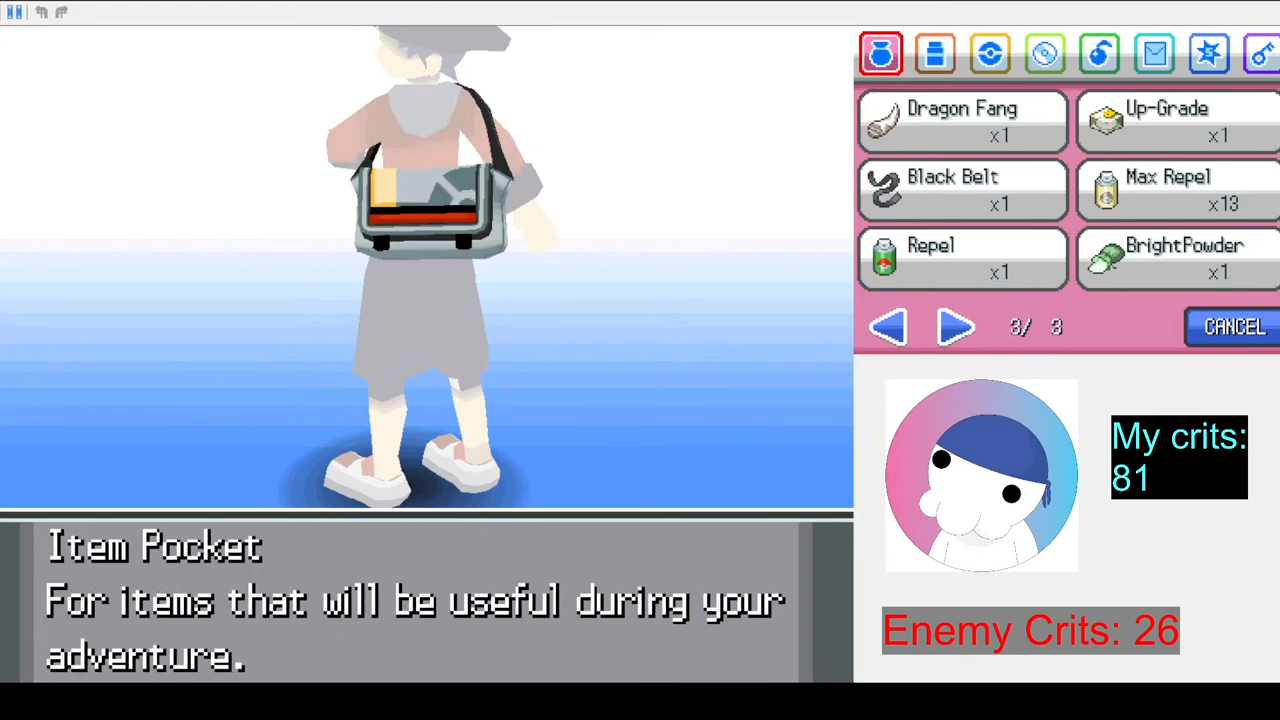 Dragon Fang
x1
Up-Grade
x1
Black Belt
x1
Max Repel
x13
Repel
x1
BrightPowder
x1
3/ 3
CANCEL
My crits:
81
Enemy Crits: 26
Item Pocket
For items that will be useful during your
adventure.